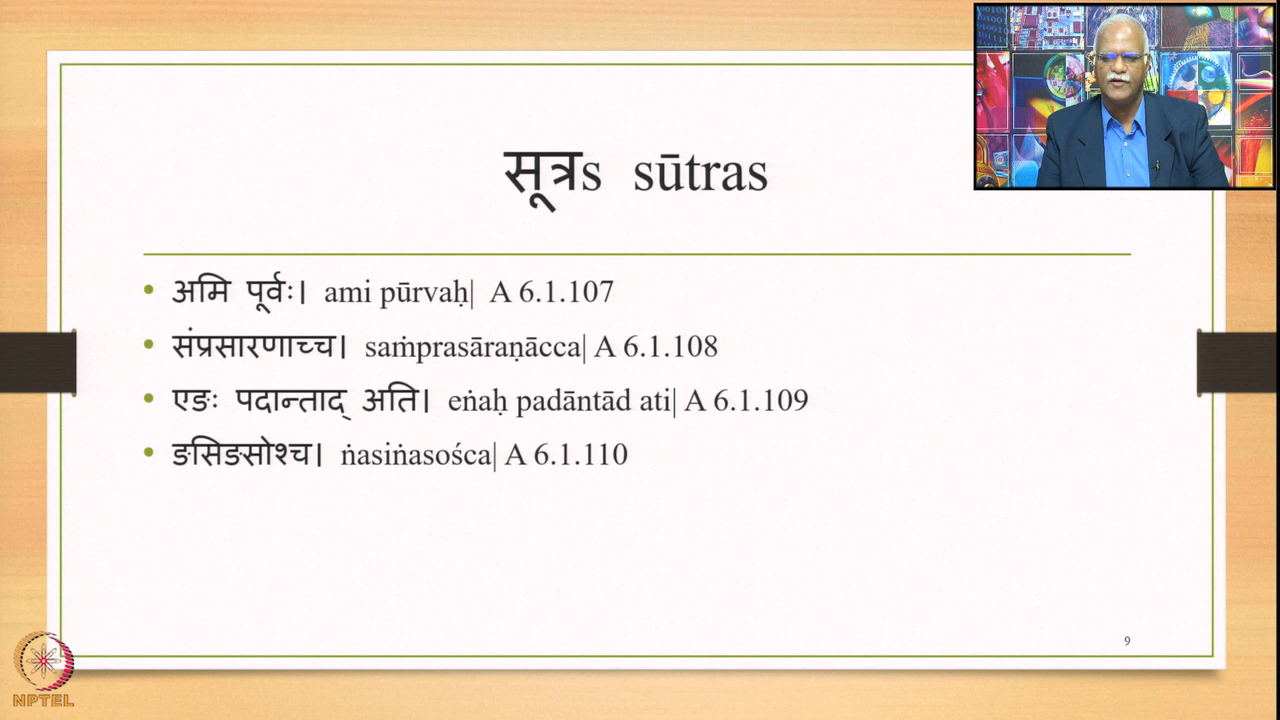 सूत्रs sūtras
• अमि पूर्वः। ami pūrvaḥ| A 6.1.107
• संप्रसारणाच्च। saṁprasāraṇācca| A 6.1.108
• एङः पदान्ताद् अति। eṅaḥ padāntād ati| A 6.1.109
• ङसिङसोश्च। ṅasiṅasośca| A 6.1.110
9
NPTEL